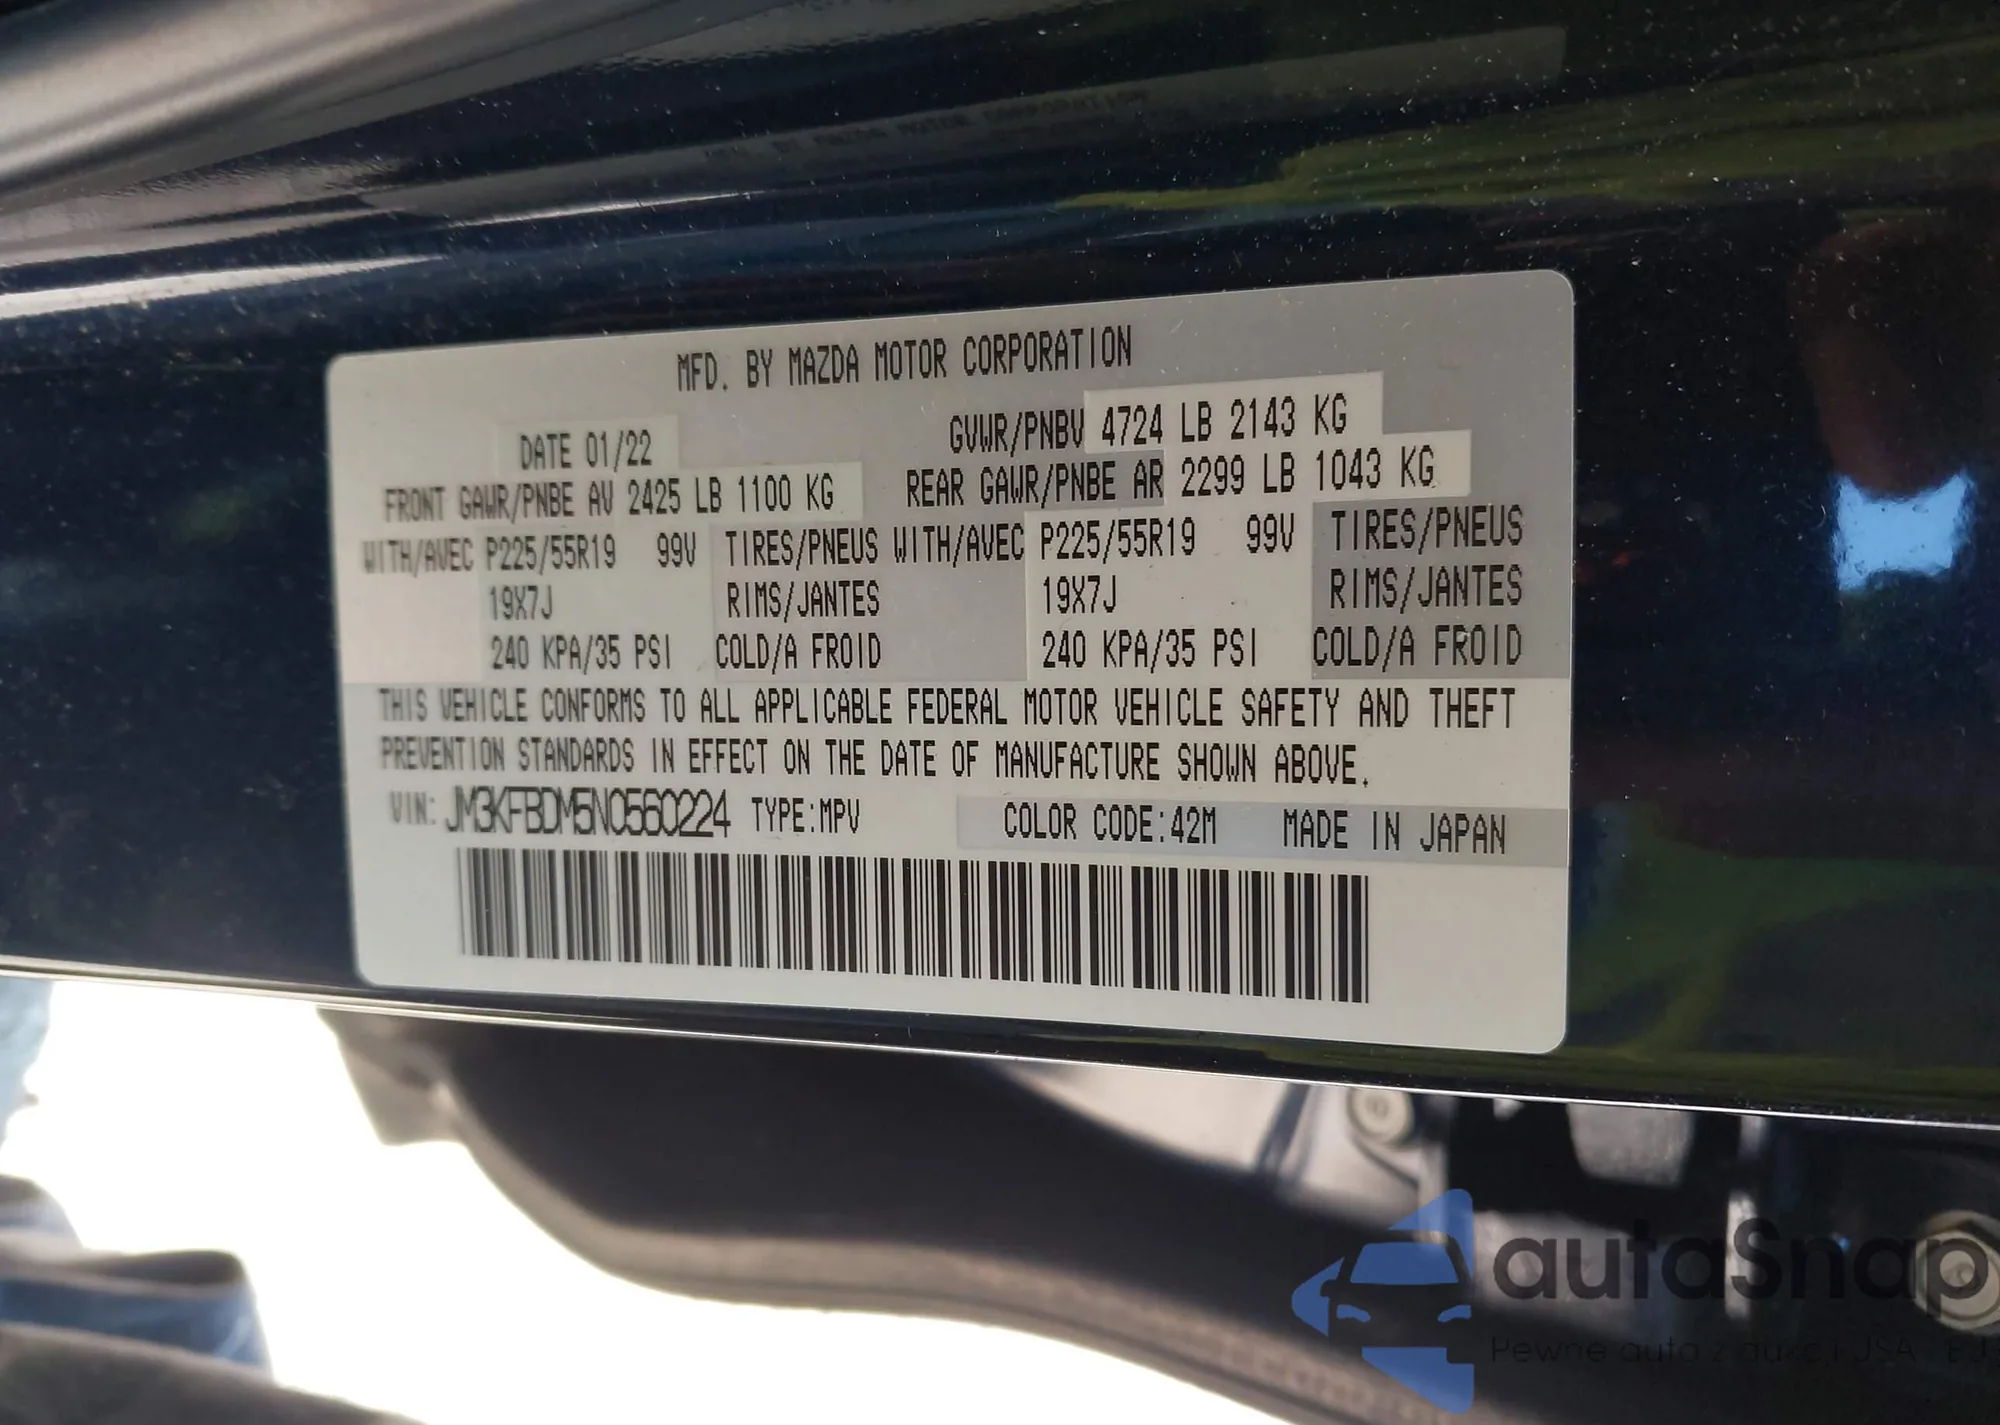 MFD. BY MAZDA MOTOR CORPORATION
DATE 01/22 GVWR/PNBV 4724 LB 2143 KG
FRONT GAWR/PNBE AV 2425 LB 1100 KG REAR GAWR/PNBE AR 2299 LB 1043 KG
WITH/AVEC P225/55R19 99V TIRES/PNEUS WITH/AVEC P225/55R19 99V TIRES/PNEUS
19X7J RIMS/JANTES 19X7J RIMS/JANTES
240 KPA/35 PSI COLD/A FROID 240 KPA/35 PSI COLD/A FROID
THIS VEHICLE CONFORMS TO ALL APPLICABLE FEDERAL MOTOR VEHICLE SAFETY AND THEFT
PREVENTION STANDARDS IN EFFECT ON THE DATE OF MANUFACTURE SHOWN ABOVE.
VIN: JM3KFBDM5N0560224 TYPE:MPV COLOR CODE:42M MADE IN JAPAN
autaSnap
Pewne auto z aukcji